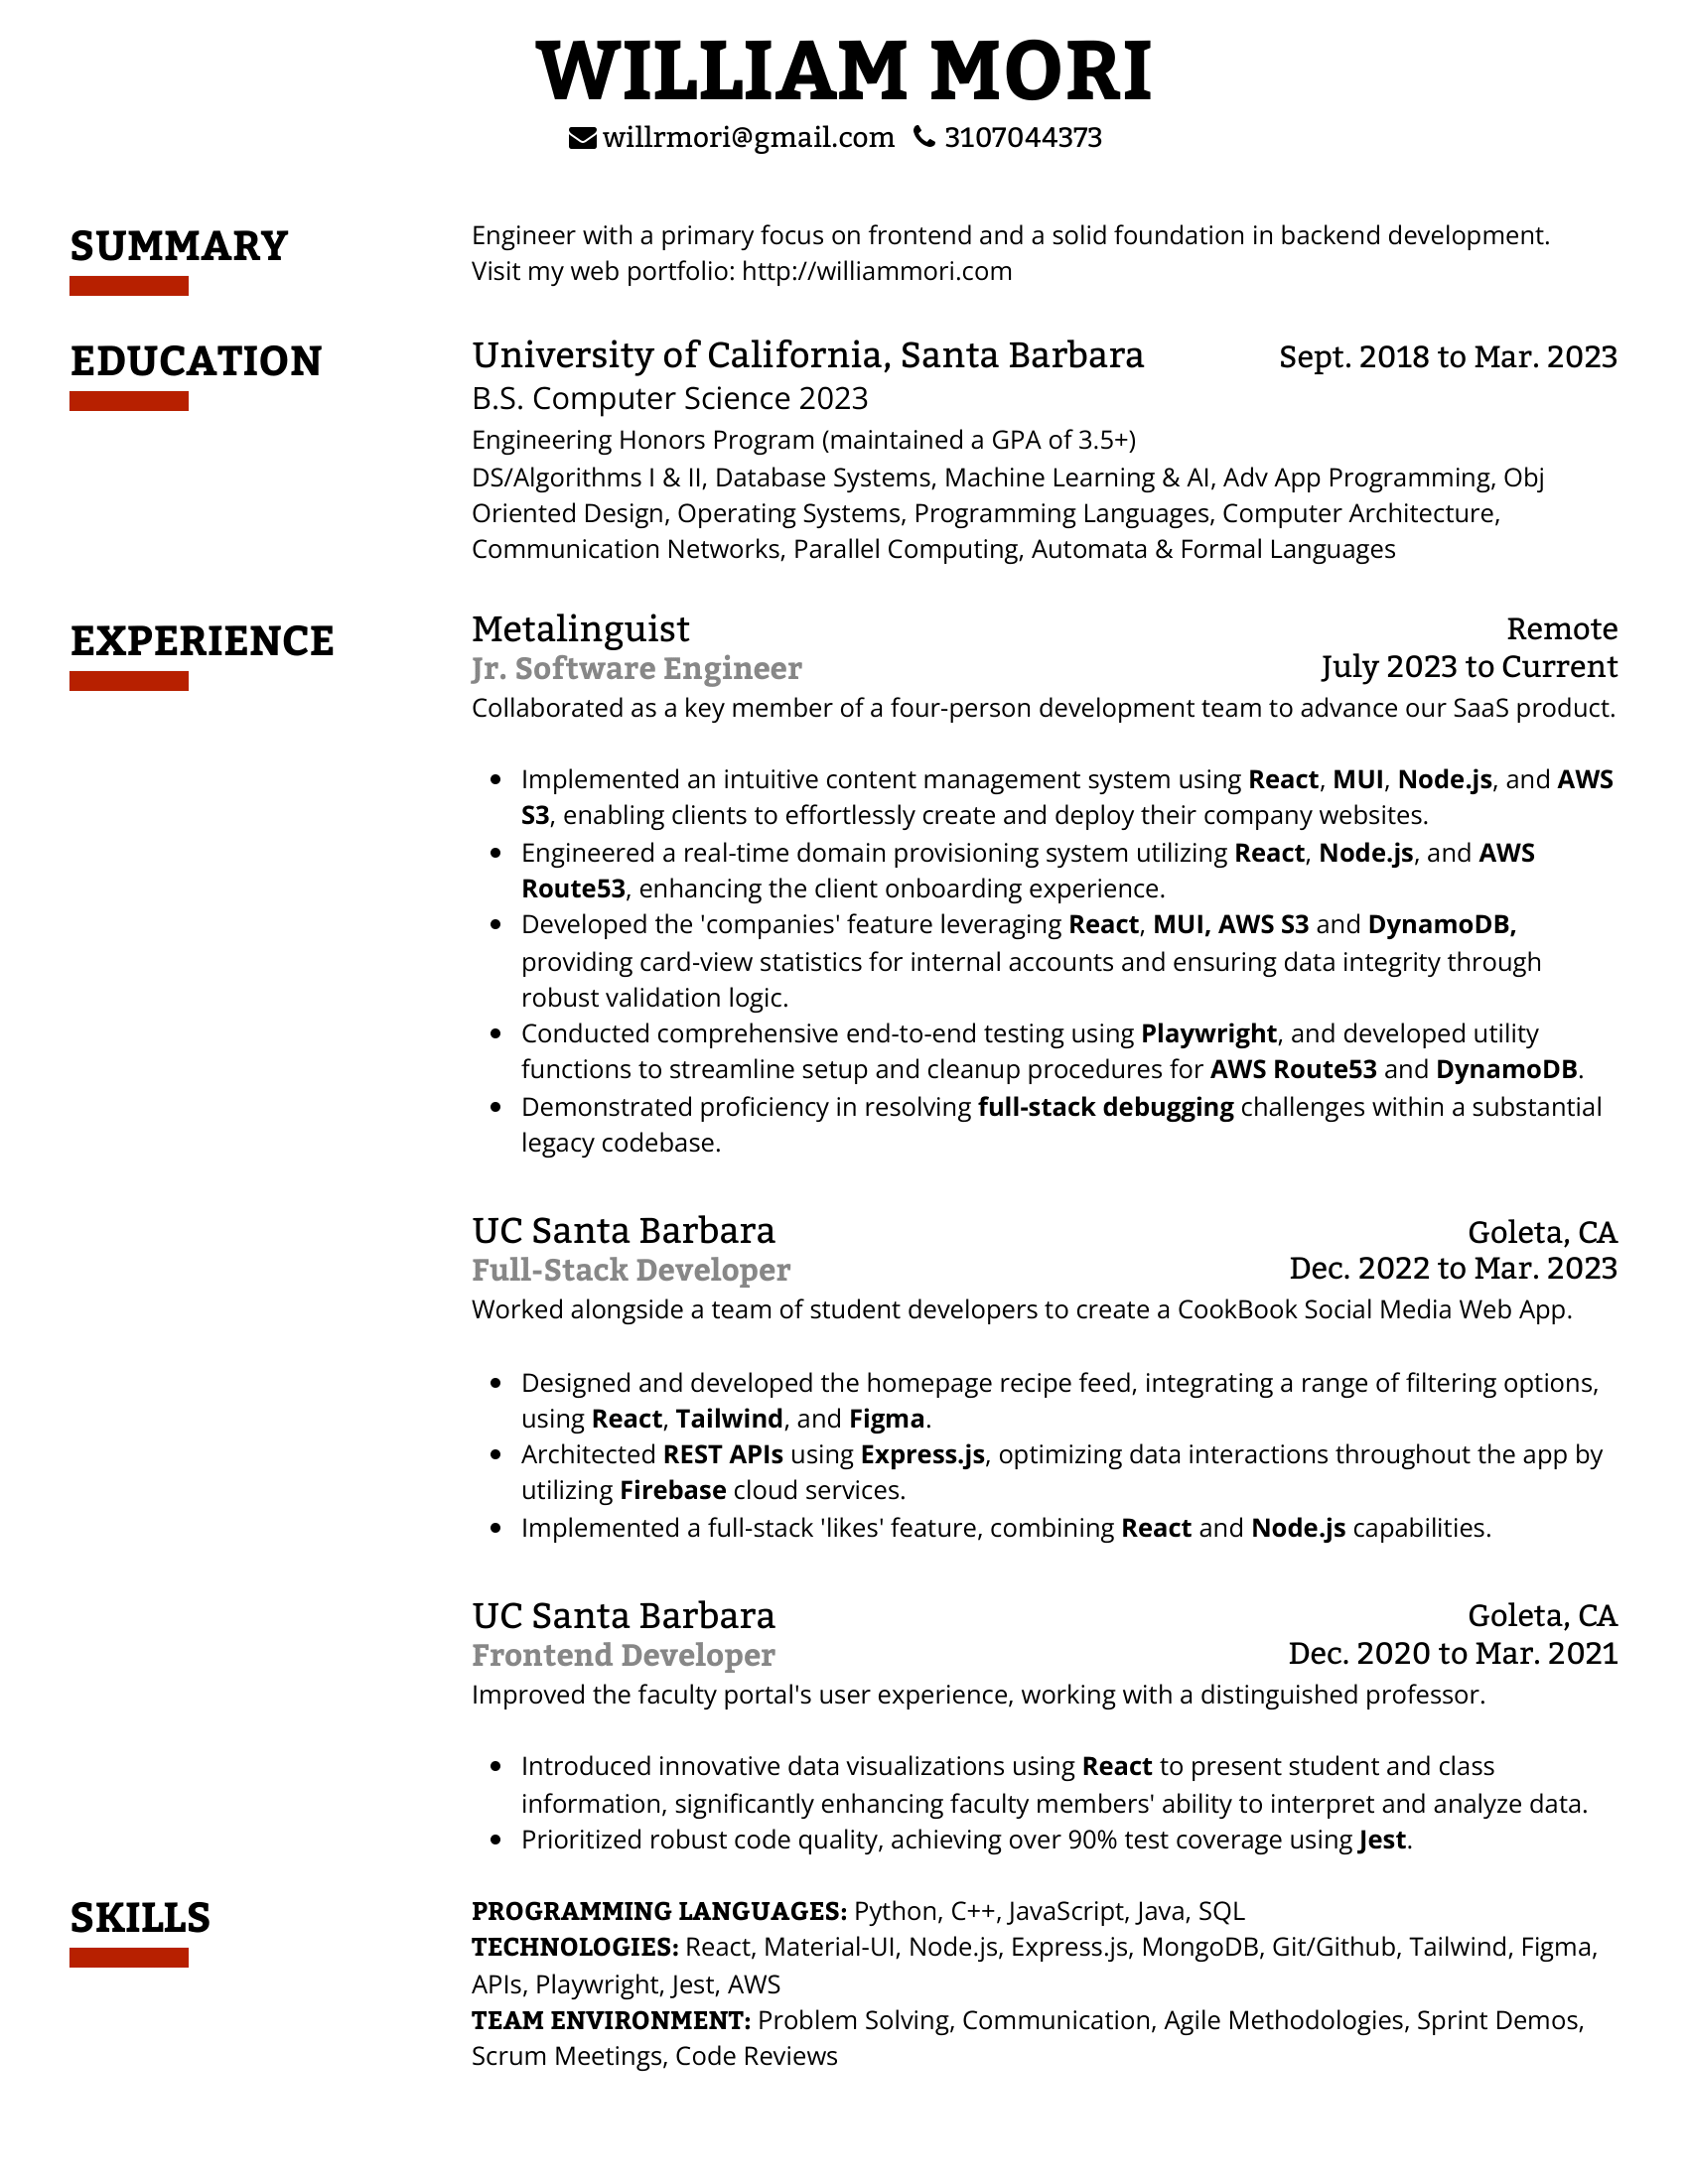 WILLIAM MORI
willrmori@gmail.com 3107044373
SUMMARY
Engineer with a primary focus on frontend and a solid foundation in backend development.
Visit my web portfolio: http://williammori.com
EDUCATION
University of California, Santa Barbara Sept. 2018 to Mar. 2023
B.S. Computer Science 2023
Engineering Honors Program (maintained a GPA of 3.5+)
DS/Algorithms I & II, Database Systems, Machine Learning & AI, Adv App Programming, Obj
Oriented Design, Operating Systems, Programming Languages, Computer Architecture,
Communication Networks, Parallel Computing, Automata & Formal Languages
EXPERIENCE
Metalinguist Remote
Jr. Software Engineer July 2023 to Current
Collaborated as a key member of a four-person development team to advance our SaaS product.
• Implemented an intuitive content management system using React, MUI, Node.js, and AWS
S3, enabling clients to effortlessly create and deploy their company websites.
• Engineered a real-time domain provisioning system utilizing React, Node.js, and AWS
Route53, enhancing the client onboarding experience.
• Developed the 'companies' feature leveraging React, MUI, AWS S3 and DynamoDB,
providing card-view statistics for internal accounts and ensuring data integrity through
robust validation logic.
• Conducted comprehensive end-to-end testing using Playwright, and developed utility
functions to streamline setup and cleanup procedures for AWS Route53 and DynamoDB.
• Demonstrated proficiency in resolving full-stack debugging challenges within a substantial
legacy codebase.
UC Santa Barbara Goleta, CA
Full-Stack Developer Dec. 2022 to Mar. 2023
Worked alongside a team of student developers to create a CookBook Social Media Web App.
• Designed and developed the homepage recipe feed, integrating a range of filtering options,
using React, Tailwind, and Figma.
• Architected REST APIs using Express.js, optimizing data interactions throughout the app by
utilizing Firebase cloud services.
• Implemented a full-stack 'likes' feature, combining React and Node.js capabilities.
UC Santa Barbara Goleta, CA
Frontend Developer Dec. 2020 to Mar. 2021
Improved the faculty portal's user experience, working with a distinguished professor.
• Introduced innovative data visualizations using React to present student and class
information, significantly enhancing faculty members' ability to interpret and analyze data.
• Prioritized robust code quality, achieving over 90% test coverage using Jest.
SKILLS
PROGRAMMING LANGUAGES: Python, C++, JavaScript, Java, SQL
TECHNOLOGIES: React, Material-UI, Node.js, Express.js, MongoDB, Git/Github, Tailwind, Figma,
APIs, Playwright, Jest, AWS
TEAM ENVIRONMENT: Problem Solving, Communication, Agile Methodologies, Sprint Demos,
Scrum Meetings, Code Reviews